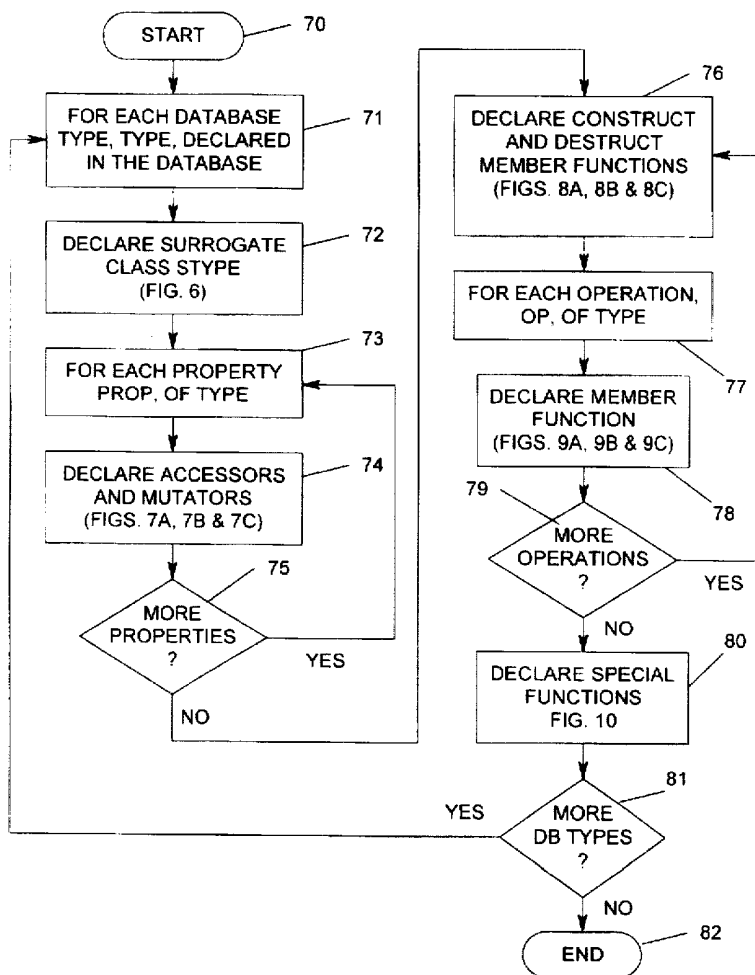 START
70
FOR EACH DATABASE
TYPE, TYPE, DECLARED
IN THE DATABASE
71
DECLARE SURROGATE
CLASS STYPE
(FIG. 6)
72
FOR EACH PROPERTY
PROP, OF TYPE
73
DECLARE ACCESSORS
AND MUTATORS
(FIGS. 7A, 7B & 7C)
74
MORE
PROPERTIES
?
75
YES
NO
DECLARE CONSTRUCT
AND DESTRUCT
MEMBER FUNCTIONS
(FIGS. 8A, 8B & 8C)
76
FOR EACH OPERATION,
OP, OF TYPE
77
DECLARE MEMBER
FUNCTION
(FIGS. 9A, 9B & 9C)
78
79
MORE
OPERATIONS
?
YES
NO
DECLARE SPECIAL
FUNCTIONS
FIG. 10
80
MORE
DB TYPES
?
81
YES
NO
END
82